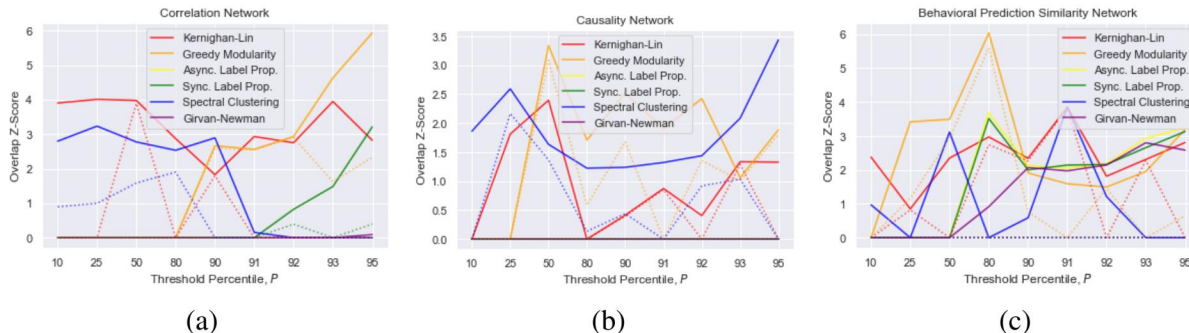 Correlation Network
Overlap Z-Score
6
5
4
3
2
1
0
Kernighan-Lin
Greedy Modularity
Async. Label Prop.
Sync. Label Prop.
Spectral Clustering
Girvan-Newman
10 25 50 80 90 91 92 93 95
Threshold Percentile, P
(a)
Causality Network
Overlap Z-Score
3.5
3.0
2.5
2.0
1.5
1.0
0.5
0.0
Kernighan-Lin
Greedy Modularity
Async. Label Prop.
Sync. Label Prop.
Spectral Clustering
Girvan-Newman
10 25 50 80 90 91 92 93 95
Threshold Percentile, P
(b)
Behavioral Prediction Similarity Network
Overlap Z-Score
6
5
4
3
2
1
0
Kernighan-Lin
Greedy Modularity
Async. Label Prop.
Sync. Label Prop.
Spectral Clustering
Girvan-Newman
10 25 50 80 90 91 92 93 95
Threshold Percentile, P
(c)